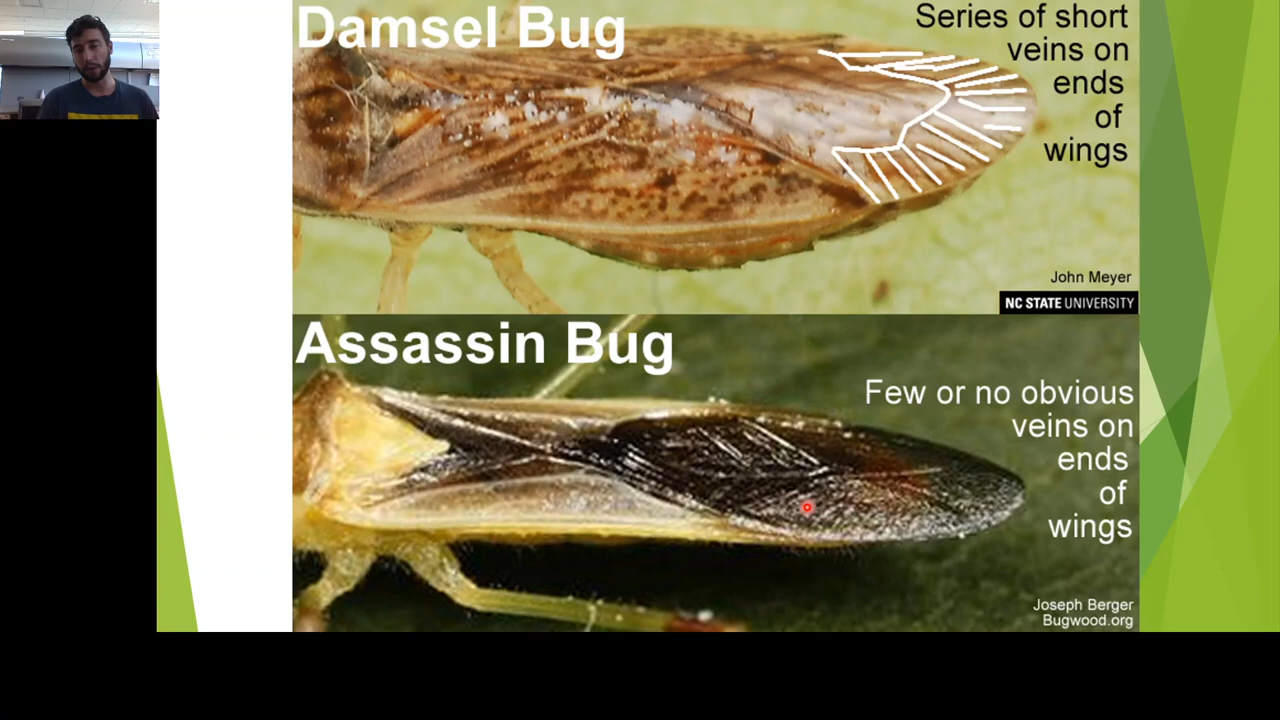 Damsel Bug
Series of short
veins on
ends
of
wings
John Meyer
NC STATE UNIVERSITY
Assassin Bug
Few or no obvious
veins on
ends
of
wings
Joseph Berger
Bugwood.org